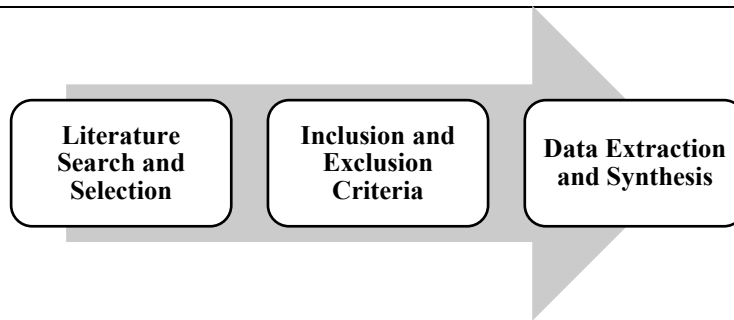 Literature
Search and
Selection
Inclusion and
Exclusion
Criteria
Data Extraction
and Synthesis